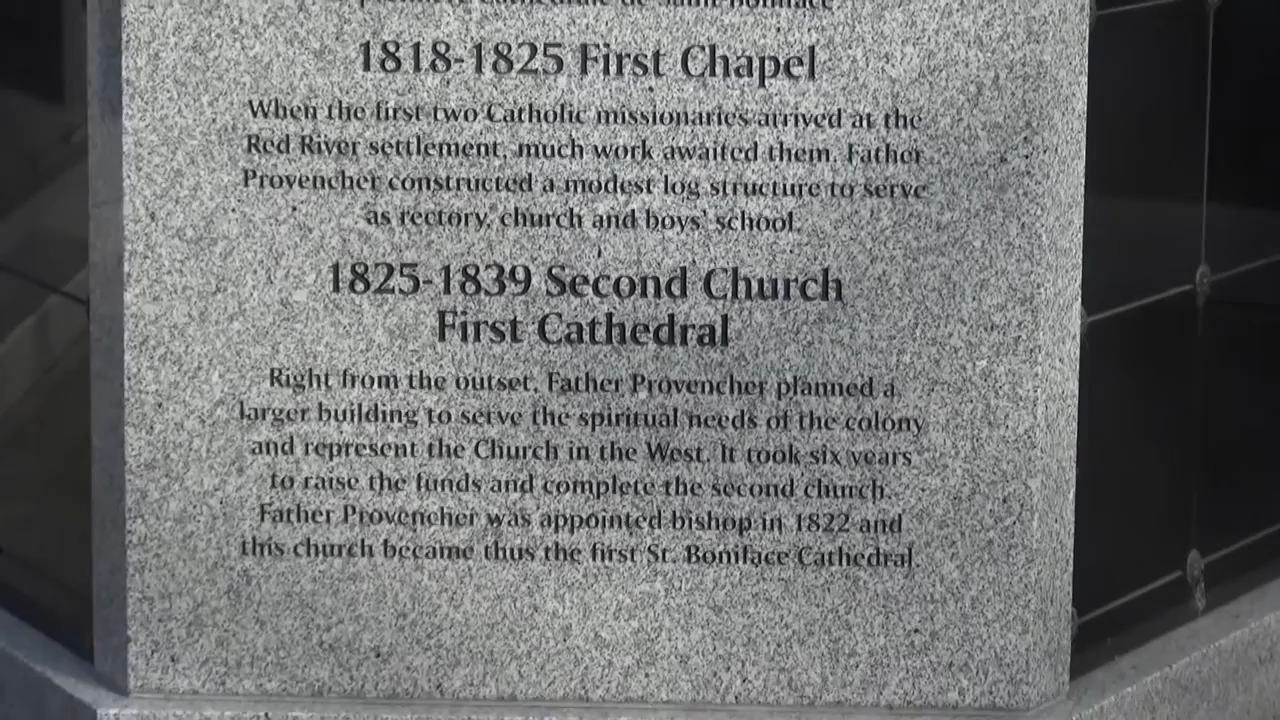 cathédrale de Saint-Boniface
1818-1825 First Chapel
When the first two Catholic missionaries arrived at the
Red River settlement, much work awaited them. Father
Provencher constructed a modest log structure to serve
as rectory, church and boys' school.
1825-1839 Second Church
First Cathedral
Right from the outset, Father Provencher planned a
larger building to serve the spiritual needs of the colony
and represent the Church in the West. It took six years
to raise the funds and complete the second church.
Father Provencher was appointed bishop in 1822 and
this church became thus the first St. Boniface Cathedral.